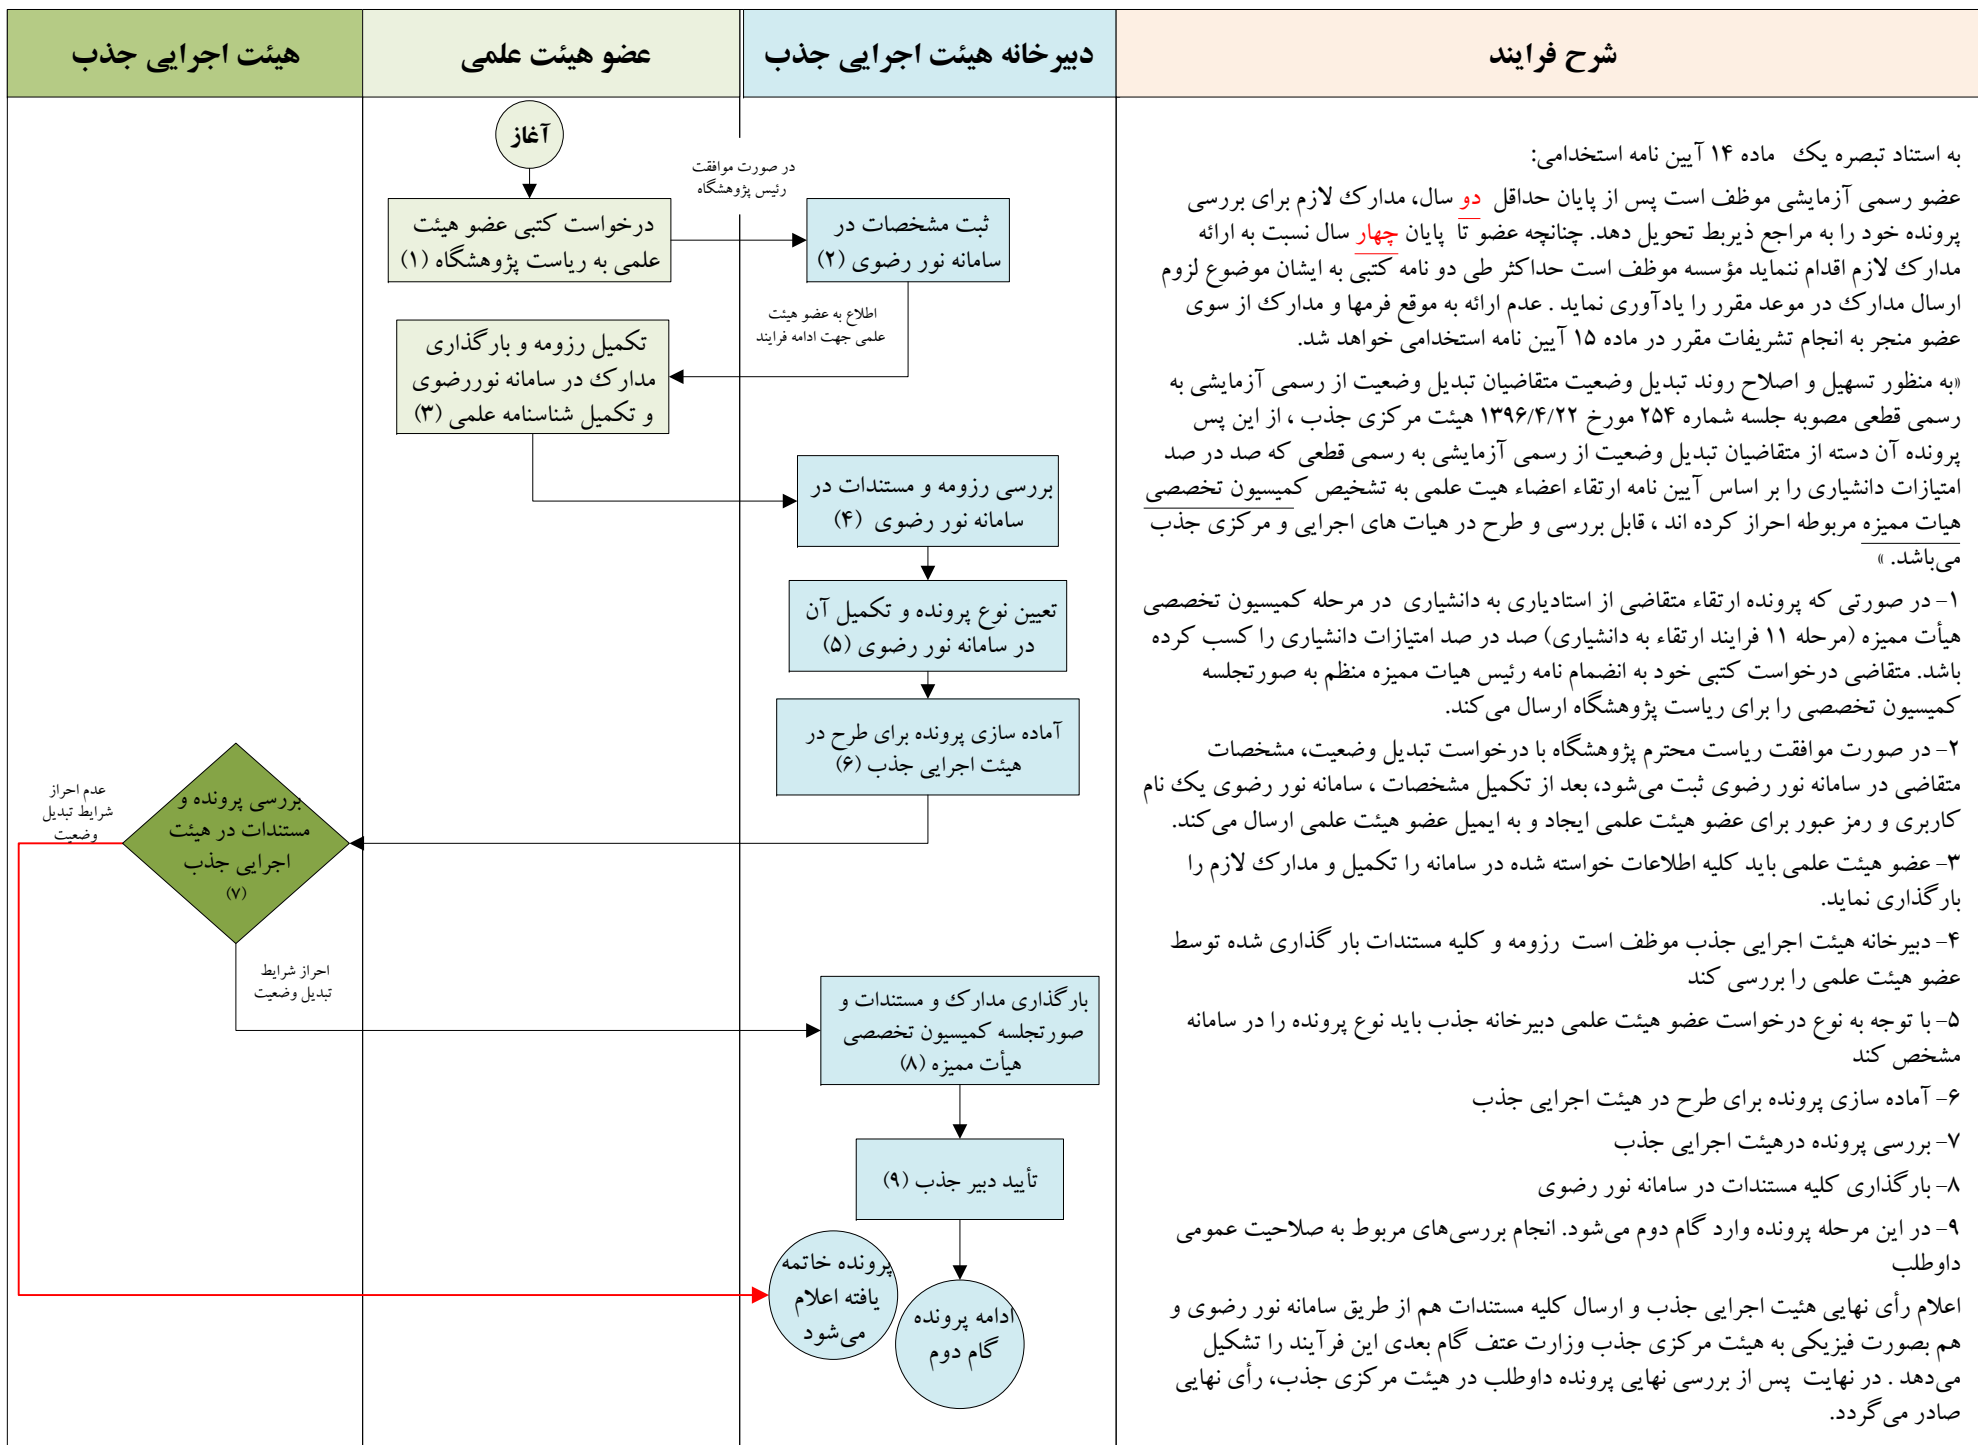 شرح فرایند
دبیرخانه هیئت اجرایی جذب
عضو هیئت علمی
هیئت اجرایی جذب
به استناد تبصره یک ماده ۱۴ آیین نامه استخدامی:
عضو رسمی آزمایشی موظف است پس از پایان حداقل دو سال، مدارک لازم برای بررسی
پرونده خود را به مراجع ذیربط تحویل دهد. چنانچه عضو تا پایان چهار سال نسبت به ارائه
مدارک لازم اقدام ننماید مؤسسه موظف است حداکثر طی دو نامه کتبی به ایشان موضوع لزوم
ارسال مدارک در موعد مقرر را یادآوری نماید . عدم ارائه به موقع فرمها و مدارک از سوی
عضو منجر به انجام تشریفات مقرر در ماده ۱۵ آیین نامه استخدامی خواهد شد.
«به منظور تسهیل و اصلاح روند تبدیل وضعیت متقاضیان تبدیل وضعیت از رسمی آزمایشی به
رسمی قطعی مصوبه جلسه شماره ۲۵۴ مورخ ۱۳۹۶/۴/۲۲ هیئت مرکزی جذب ، از این پس
پرونده آن دسته از متقاضیان تبدیل وضعیت از رسمی آزمایشی به رسمی قطعی که صد در صد
امتیازات دانشیاری را بر اساس آیین نامه ارتقاء اعضاء هیت علمی به تشخیص کمیسیون تخصصی
هیات ممیزه مربوطه احراز کرده اند ، قابل بررسی و طرح در هیات های اجرایی و مرکزی جذب
می‌باشد. »
۱- در صورتی که پرونده ارتقاء متقاضی از استادیاری به دانشیاری در مرحله کمیسیون تخصصی
هیأت ممیزه (مرحله ۱۱ فرایند ارتقاء به دانشیاری) صد در صد امتیازات دانشیاری را کسب کرده
باشد. متقاضی درخواست کتبی خود به انضمام نامه رئیس هیات ممیزه منظم به صورتجلسه
کمیسیون تخصصی را برای ریاست پژوهشگاه ارسال می‌کند.
۲- در صورت موافقت ریاست محترم پژوهشگاه با درخواست تبدیل وضعیت، مشخصات
متقاضی در سامانه نور رضوی ثبت می‌شود، بعد از تکمیل مشخصات ، سامانه نور رضوی یک نام
کاربری و رمز عبور برای عضو هیئت علمی ایجاد و به ایمیل عضو هیئت علمی ارسال می‌کند.
۳- عضو هیئت علمی باید کلیه اطلاعات خواسته شده در سامانه را تکمیل و مدارک لازم را
بارگذاری نماید.
۴- دبیرخانه هیئت اجرایی جذب موظف است رزومه و کلیه مستندات بار گذاری شده توسط
عضو هیئت علمی را بررسی کند
۵- با توجه به نوع درخواست عضو هیئت علمی دبیرخانه جذب باید نوع پرونده را در سامانه
مشخص کند
۶- آماده سازی پرونده برای طرح در هیئت اجرایی جذب
۷- بررسی پرونده درهیئت اجرایی جذب
۸- بارگذاری کلیه مستندات در سامانه نور رضوی
۹- در این مرحله پرونده وارد گام دوم می‌شود. انجام بررسی‌های مربوط به صلاحیت عمومی
داوطلب
اعلام رأی نهایی هئیت اجرایی جذب و ارسال کلیه مستندات هم از طریق سامانه نور رضوی و
هم بصورت فیزیکی به هیئت مرکزی جذب وزارت عتف گام بعدی این فرآیند را تشکیل
می‌دهد . در نهایت پس از بررسی نهایی پرونده داوطلب در هیئت مرکزی جذب، رأی نهایی
صادر می‌گردد.
آغاز
درخواست کتبی عضو هیئت
علمی به ریاست پژوهشگاه (۱)
در صورت موافقت
رئیس پژوهشگاه
ثبت مشخصات در
سامانه نور رضوی (۲)
اطلاع به عضو هیئت
علمی جهت ادامه فرایند
تکمیل رزومه و بارگذاری
مدارک در سامانه نوررضوی
و تکمیل شناسنامه علمی (۳)
بررسی رزومه و مستندات در
سامانه نور رضوی (۴)
تعیین نوع پرونده و تکمیل آن
در سامانه نور رضوی (۵)
آماده سازی پرونده برای طرح در
هیئت اجرایی جذب (۶)
بررسی پرونده و
مستندات در هیئت
اجرایی جذب
(۷)
عدم احراز
شرایط تبدیل
وضعیت
احراز شرایط
تبدیل وضعیت
بارگذاری مدارک و مستندات و
صورتجلسه کمیسیون تخصصی
هیأت ممیزه (۸)
تأیید دبیر جذب (۹)
پرونده خاتمه
یافته اعلام
می‌شود
ادامه پرونده
گام دوم